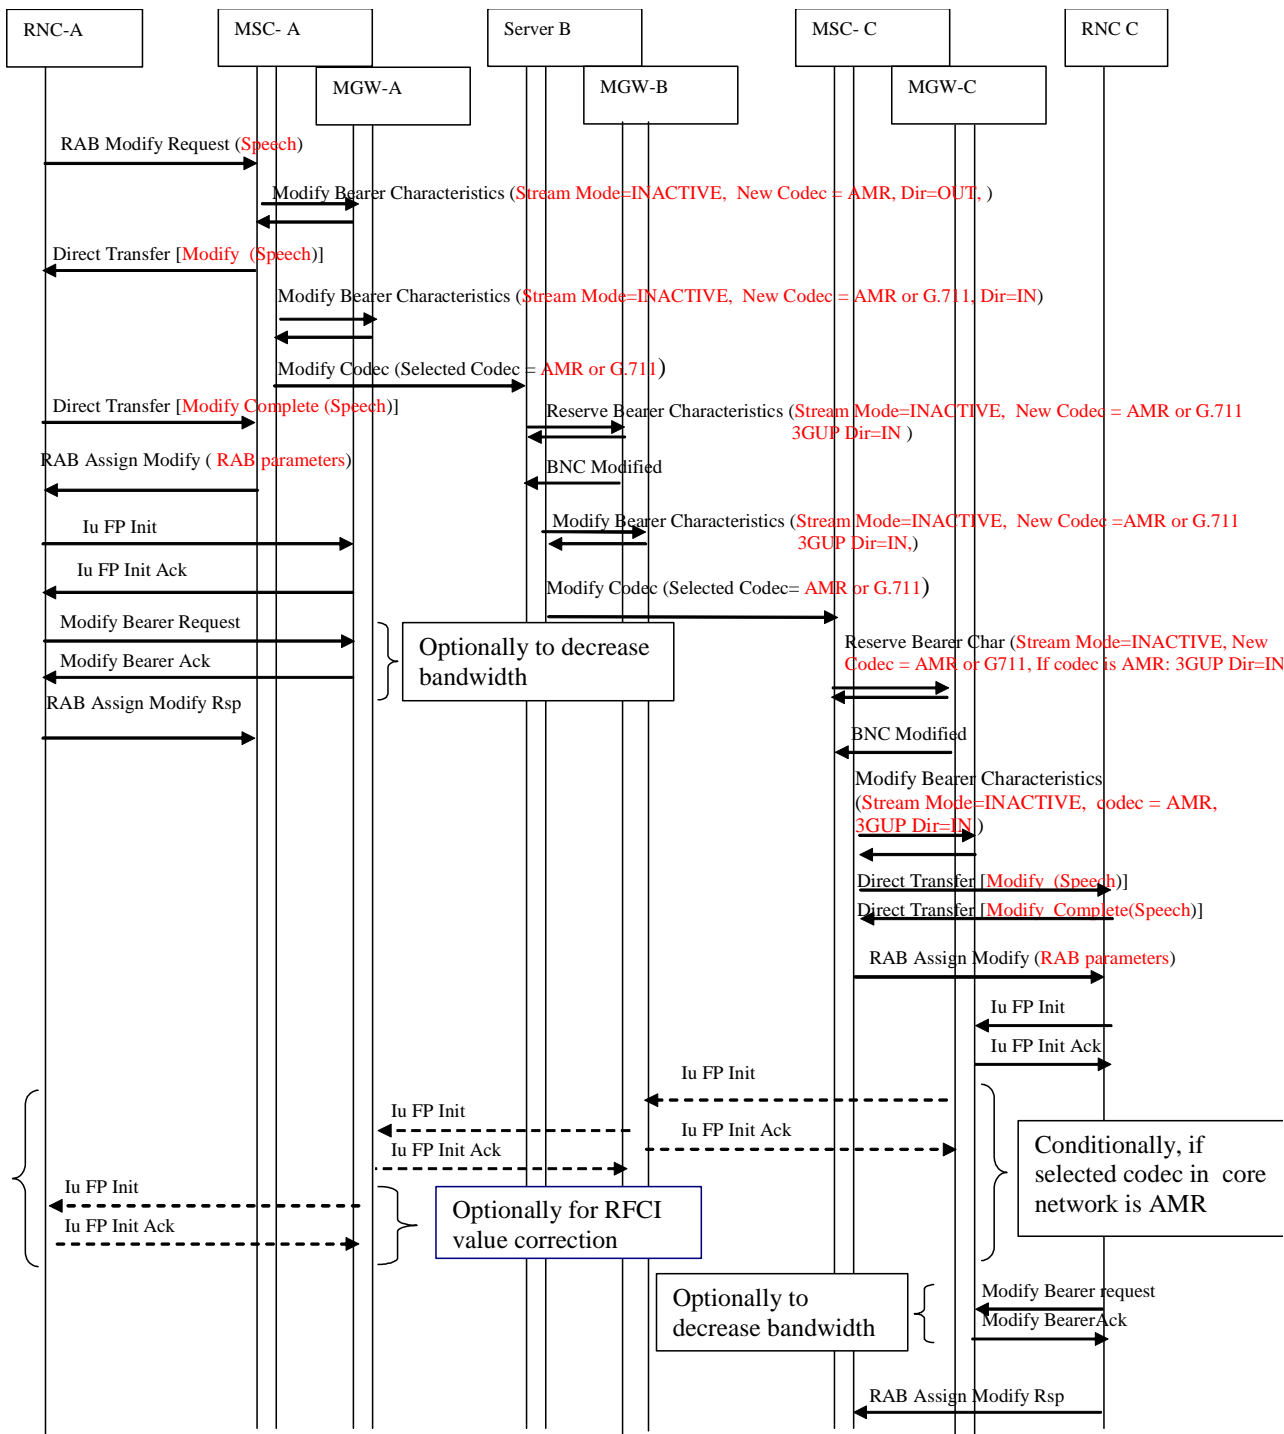 RNC-A
MSC- A
Server B
MSC- C
RNC C
MGW-A
MGW-B
MGW-C
RAB Modify Request (Speech)
Modify Bearer Characteristics (Stream Mode=INACTIVE,  New Codec = AMR, Dir=OUT, )
Direct Transfer [Modify  (Speech)]
Modify Bearer Characteristics (Stream Mode=INACTIVE,  New Codec = AMR or G.711, Dir=IN)
Modify Codec (Selected Codec = AMR or G.711)
Direct Transfer [Modify Complete (Speech)]
Reserve Bearer Characteristics (Stream Mode=INACTIVE,  New Codec = AMR or G.711
3GUP Dir=IN )
RAB Assign Modify ( RAB parameters)
BNC Modified
Iu FP Init
Modify Bearer Characteristics (Stream Mode=INACTIVE,  New Codec =AMR or G.711
3GUP Dir=IN,)
Iu FP Init Ack
Modify Codec (Selected Codec= AMR or G.711)
Modify Bearer Request
Optionally to decrease
bandwidth
Modify Bearer Ack
Reserve Bearer Char (Stream Mode=INACTIVE, New
Codec = AMR or G711, If codec is AMR: 3GUP Dir=IN
RAB Assign Modify Rsp
BNC Modified
Modify Bearer Characteristics
(Stream Mode=INACTIVE,  codec = AMR,
3GUP Dir=IN )
Direct Transfer [Modify  (Speech)]
Direct Transfer [Modify  Complete(Speech)]
RAB Assign Modify (RAB parameters)
Iu FP Init
Iu FP Init Ack
Iu FP Init
Iu FP Init
Iu FP Init Ack
Iu FP Init Ack
Conditionally, if
selected codec in  core
network is AMR
Iu FP Init
Iu FP Init Ack
Optionally for RFCI
value correction
Optionally to
decrease bandwidth
Modify Bearer request
Modify BearerAck
RAB Assign Modify Rsp